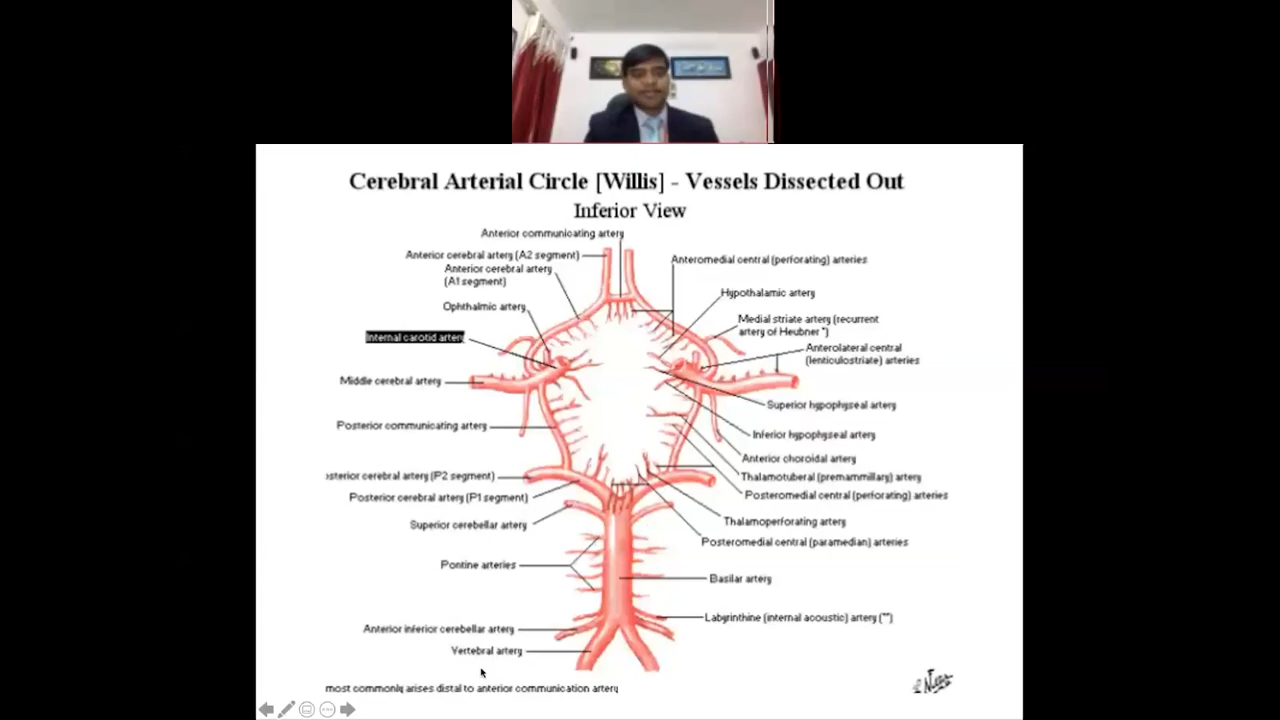 Cerebral Arterial Circle [Willis] - Vessels Dissected Out
Inferior View
Anterior communicating artery
Anterior cerebral artery (A2 segment)
Anterior cerebral artery
(A1 segment)
Ophthalmic artery
Internal carotid artery
Middle cerebral artery
Posterior communicating artery
sterior cerebral artery (P2 segment)
Posterior cerebral artery (P1 segment)
Superior cerebellar artery
Pontine arteries
Anterior inferior cerebellar artery
Vertebral artery
Anteromedial central (perforating) arteries
Hypothalamic artery
Medial striate artery (recurrent
artery of Heubner *)
Anterolateral central
(lenticulostriate) arteries
Superior hypophyseal artery
Inferior hypophyseal artery
Anterior choroidal artery
Thalamotuberal (premammillary) artery
Posteromedial central (perforating) arteries
Thalamoperforating artery
Posteromedial central (paramedian) arteries
Basilar artery
Labyrinthine (internal acoustic) artery (**)
most commonly arises distal to anterior communication artery